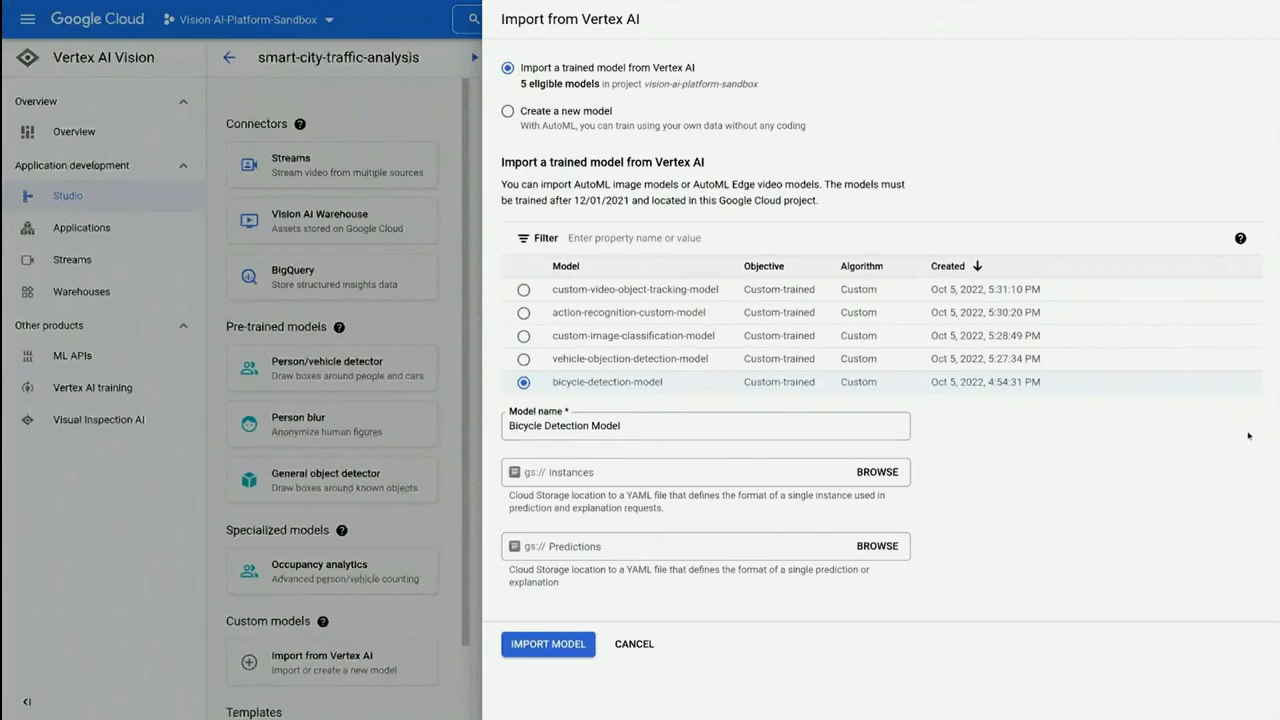 Google Cloud
Vision-AI-Platform-Sandbox
Vertex AI Vision
smart-city-traffic-analysis
Overview
Overview
Application development
Studio
Applications
Streams
Warehouses
Other products
ML APIs
Vertex AI training
Visual Inspection AI
Connectors
Streams
Stream video from multiple sources
Vision AI Warehouse
Assets stored on Google Cloud
BigQuery
Store structured insights data
Pre-trained models
Person/vehicle detector
Draw boxes around people and cars
Person blur
Anonymize human figures
General object detector
Draw boxes around known objects
Specialized models
Occupancy analytics
Advanced person/vehicle counting
Custom models
Import from Vertex AI
Import or create a new model
Templates
Import from Vertex AI
Import a trained model from Vertex AI
5 eligible models in project vision-ai-platform-sandbox
Create a new model
With AutoML, you can train using your own data without any coding
Import a trained model from Vertex AI
You can import AutoML image models or AutoML Edge video models. The models must
be trained after 12/01/2021 and located in this Google Cloud project.
Filter Enter property name or value
Model Objective Algorithm Created
custom-video-object-tracking-model Custom-trained Custom Oct 5, 2022, 5:31:10 PM
action-recognition-custom-model Custom-trained Custom Oct 5, 2022, 5:30:20 PM
custom-image-classification-model Custom-trained Custom Oct 5, 2022, 5:28:49 PM
vehicle-objection-detection-model Custom-trained Custom Oct 5, 2022, 5:27:34 PM
bicycle-detection-model Custom-trained Custom Oct 5, 2022, 4:54:31 PM
Model name *
Bicycle Detection Model
gs:// Instances BROWSE
Cloud Storage location to a YAML file that defines the format of a single instance used in
prediction and explanation requests.
gs:// Predictions BROWSE
Cloud Storage location to a YAML file that defines the format of a single prediction or
explanation
IMPORT MODEL CANCEL